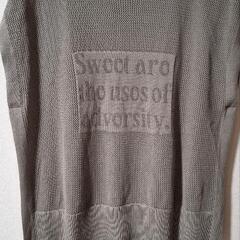 Sweet are
the uses of
adversity.